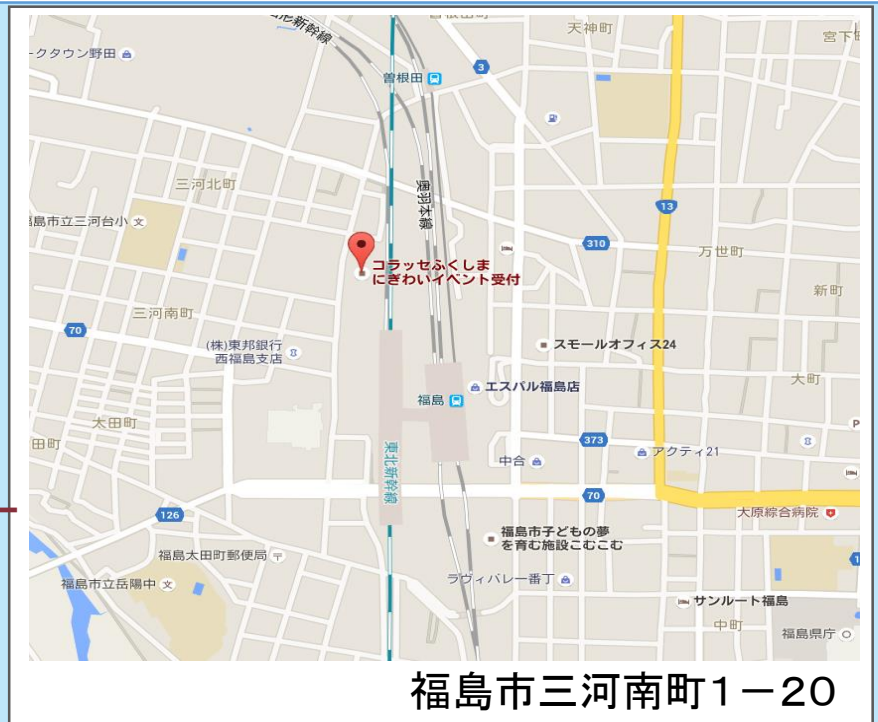 山形新幹線
曽根田町
天神町
宮下町
ークタウン野田
3
曽根田
三河北町
奥羽本線
13
福島市立三河台小
310
万世町
コラッセふくしま
にぎわいイベント受付
新町
三河南町
70
(株)東邦銀行
西福島支店
スモールオフィス24
大町
エスパル福島店
福島
太田町
田町
373
アクティ21
中合
東北新幹線
70
126
大原綜合病院
福島市子どもの夢
を育む施設こむこむ
福島太田町郵便局
ラヴィバレー一番丁
福島市立岳陽中
サンルート福島
中町
福島県庁
福島市三河南町1－20